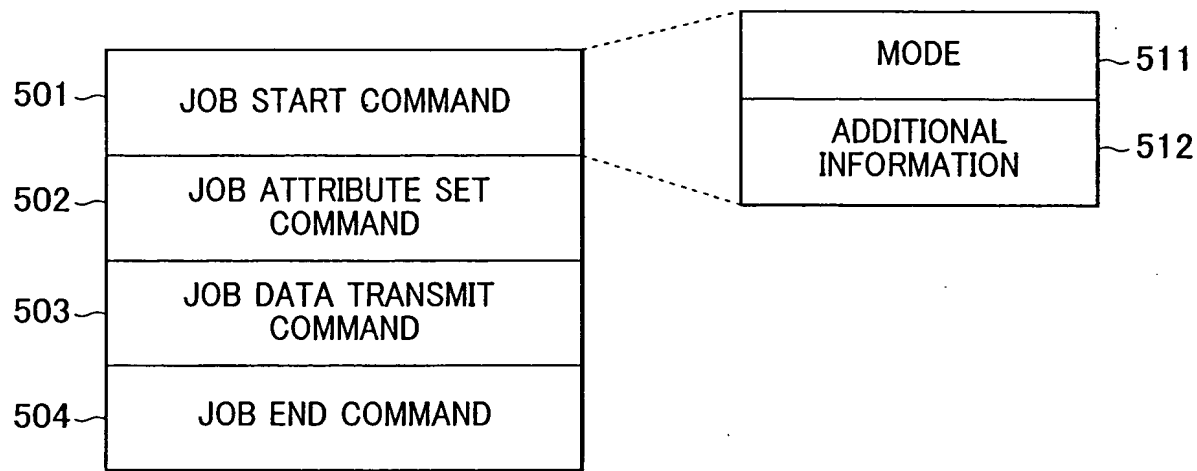 501
JOB START COMMAND
502
JOB ATTRIBUTE SET
COMMAND
503
JOB DATA TRANSMIT
COMMAND
504
JOB END COMMAND
MODE
511
ADDITIONAL
INFORMATION
512